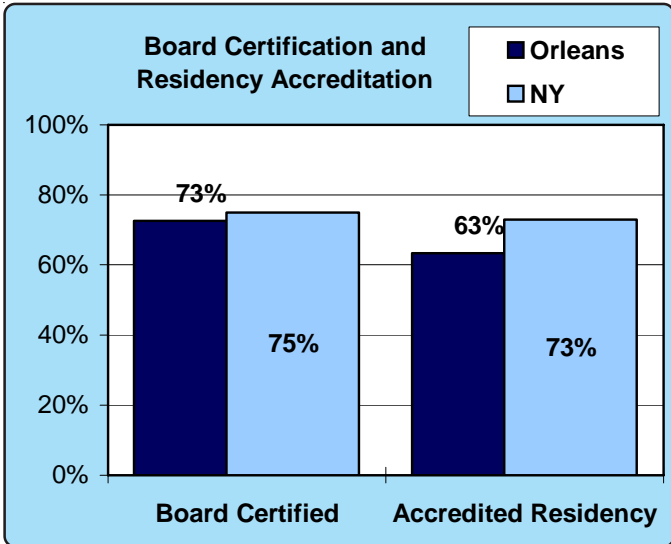 Board Certification and
Residency Accreditation
Orleans
NY
100%
80%
60%
40%
20%
0%
73%
75%
63%
73%
Board Certified
Accredited Residency